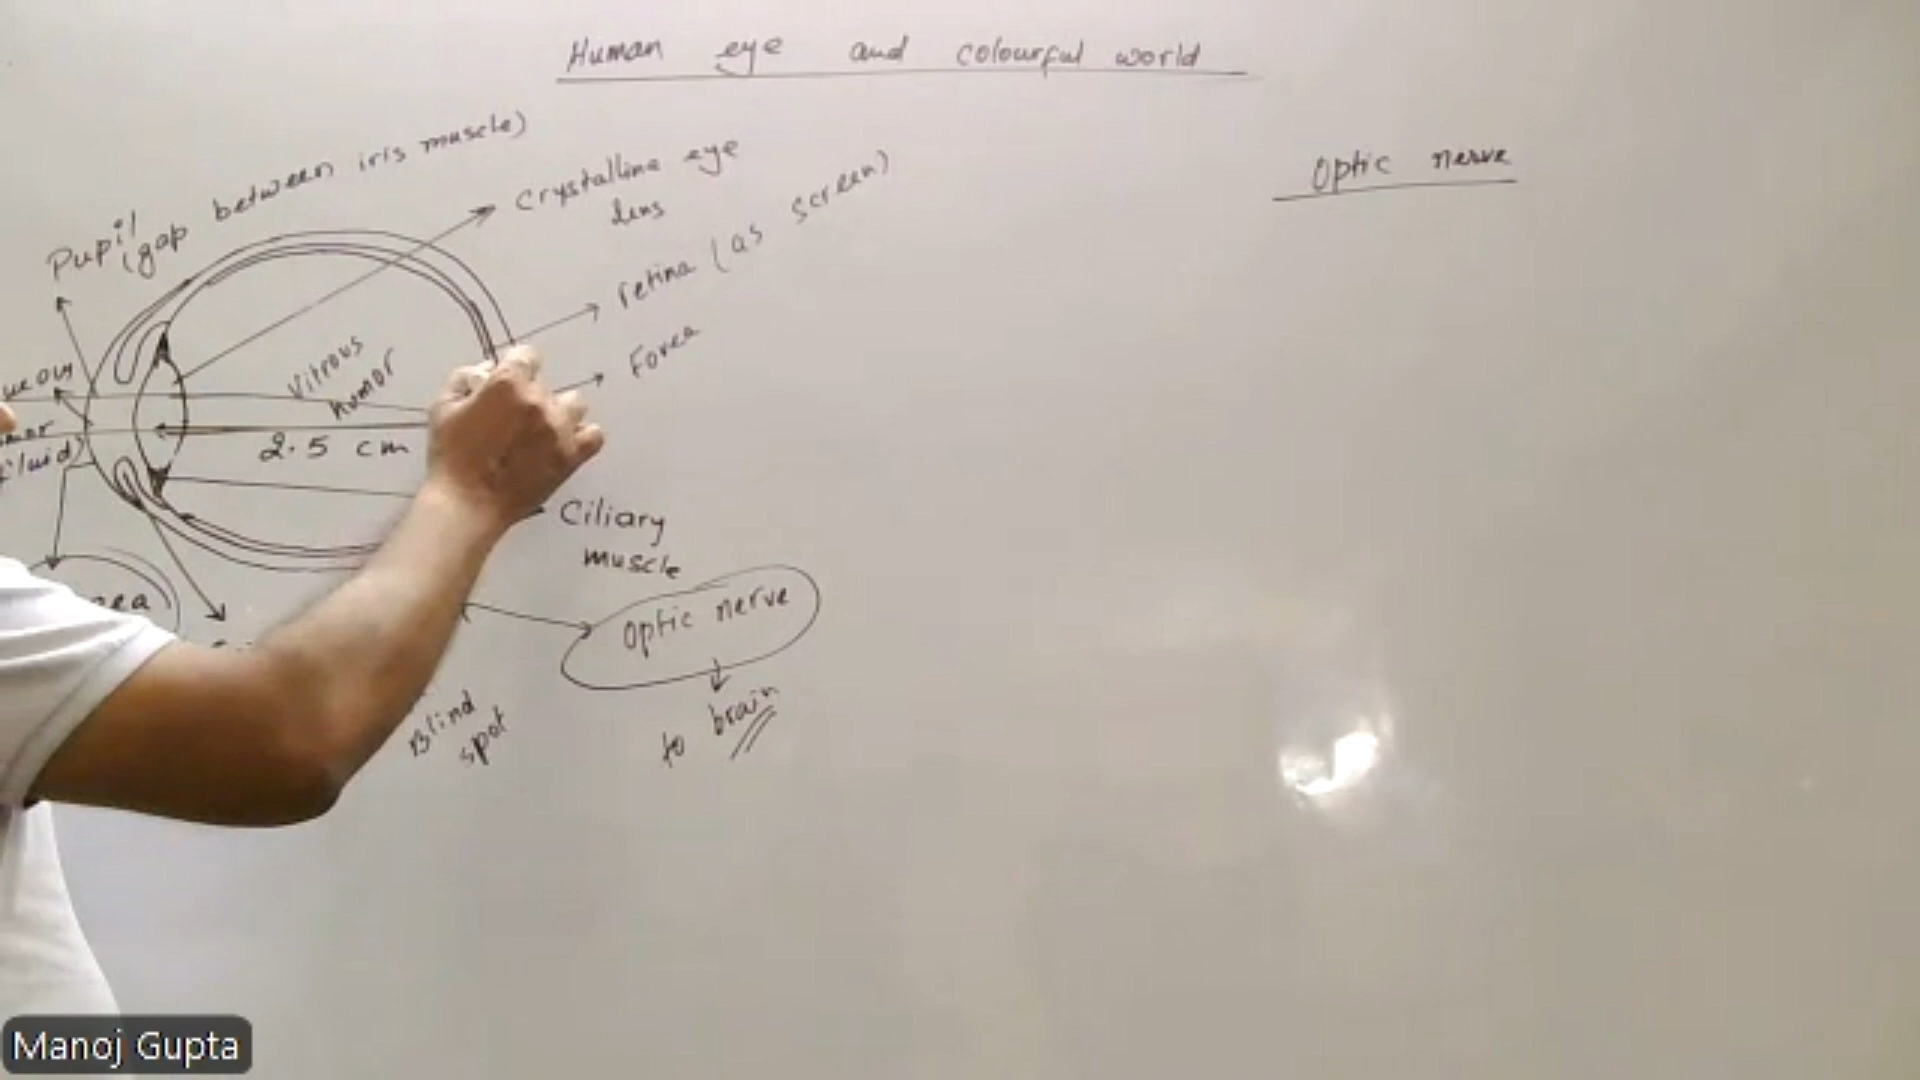 Human eye and colourful world
Pupil
(gap between iris muscle)
Crystalline eye
lens
retina (as screen)
Fovea
Optic nerve
Vitrous
humor
2.5 cm
fluid)
Ciliary
muscle
Optic nerve
to brain
Blind
spot
Manoj Gupta